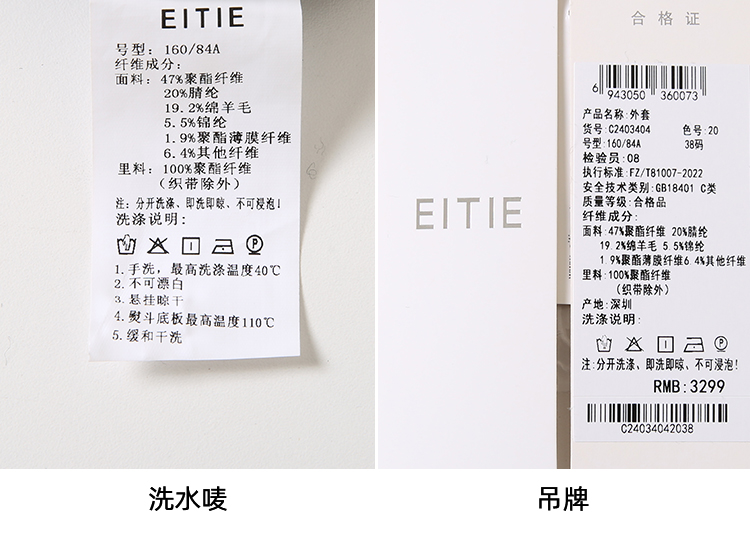 EITIE
号型: 160/84A
纤维成分:
面料: 47%聚酯纤维
20%腈纶
19.2%绵羊毛
5.5%锦纶
1.9%聚酯薄膜纤维
6.4%其他纤维
里料: 100%聚酯纤维
(织带除外)
注: 分开洗涤、即洗即晾、不可浸泡!
洗涤说明:
1.手洗, 最高洗涤温度40℃
2.不可漂白
3.悬挂晾干
4.熨斗底板最高温度110℃
5.缓和干洗
洗水唛
EITIE
合格证
6 943050 360073
产品名称:外套
货号:C2403404 色号:20
号型:160/84A 38码
检验员:08
执行标准:FZ/T81007-2022
安全技术类别:GB18401 C类
质量等级:合格品
纤维成分:
面料:47%聚酯纤维 20%腈纶
19.2%绵羊毛 5.5%锦纶
1.9%聚酯薄膜纤维6.4%其他纤维
里料:100%聚酯纤维
(织带除外)
产地:深圳
洗涤说明:
注:分开洗涤、即洗即晾、不可浸泡!
RMB:3299
C24034042038
吊牌